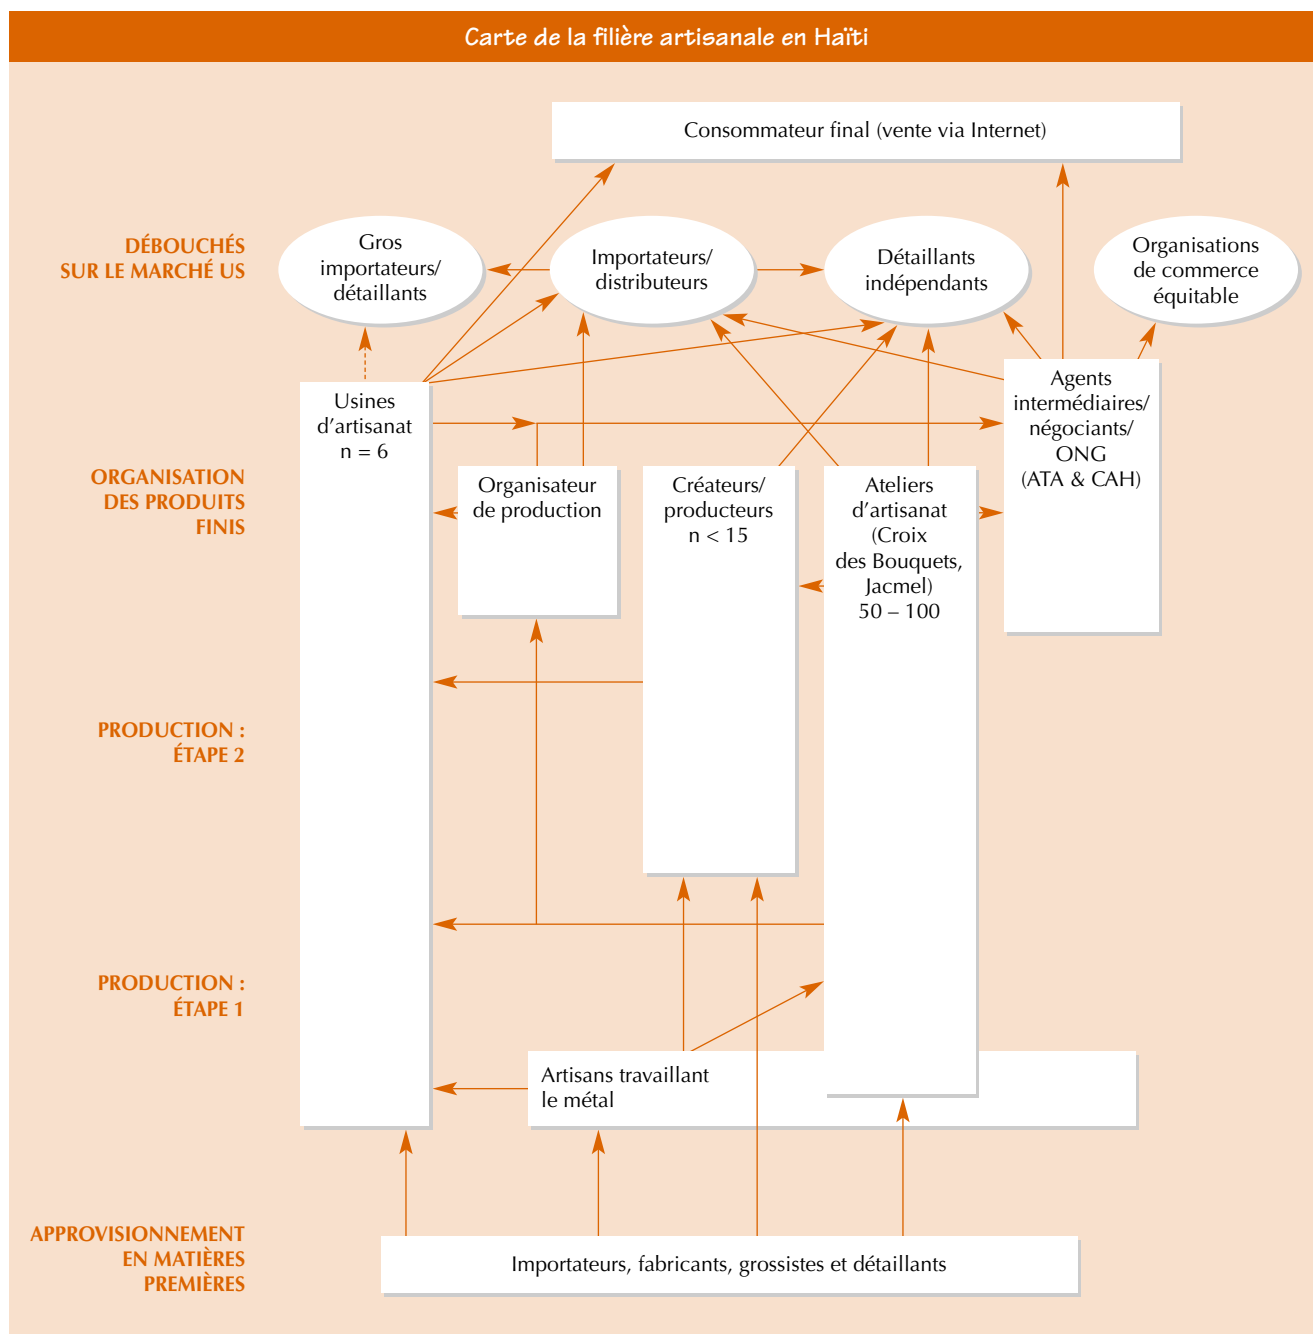 Carte de la filière artisanale en Haïti
Consommateur final (vente via Internet)
DÉBOUCHÉS
SUR LE MARCHÉ US
Gros
importateurs/
détaillants
Importateurs/
distributeurs
Détaillants
indépendants
Organisations
de commerce
équitable
Usines
d’artisanat
n = 6
Agents
intermédiaires/
négociants/
ONG
(ATA & CAH)
ORGANISATION
DES PRODUITS
FINIS
Organisateur
de production
Créateurs/
producteurs
n < 15
Ateliers
d’artisanat
(Croix
des Bouquets,
Jacmel)
50 – 100
PRODUCTION :
ÉTAPE 2
PRODUCTION :
ÉTAPE 1
Artisans travaillant
le métal
APPROVISIONNEMENT
EN MATIÈRES
PREMIÈRES
Importateurs, fabricants, grossistes et détaillants